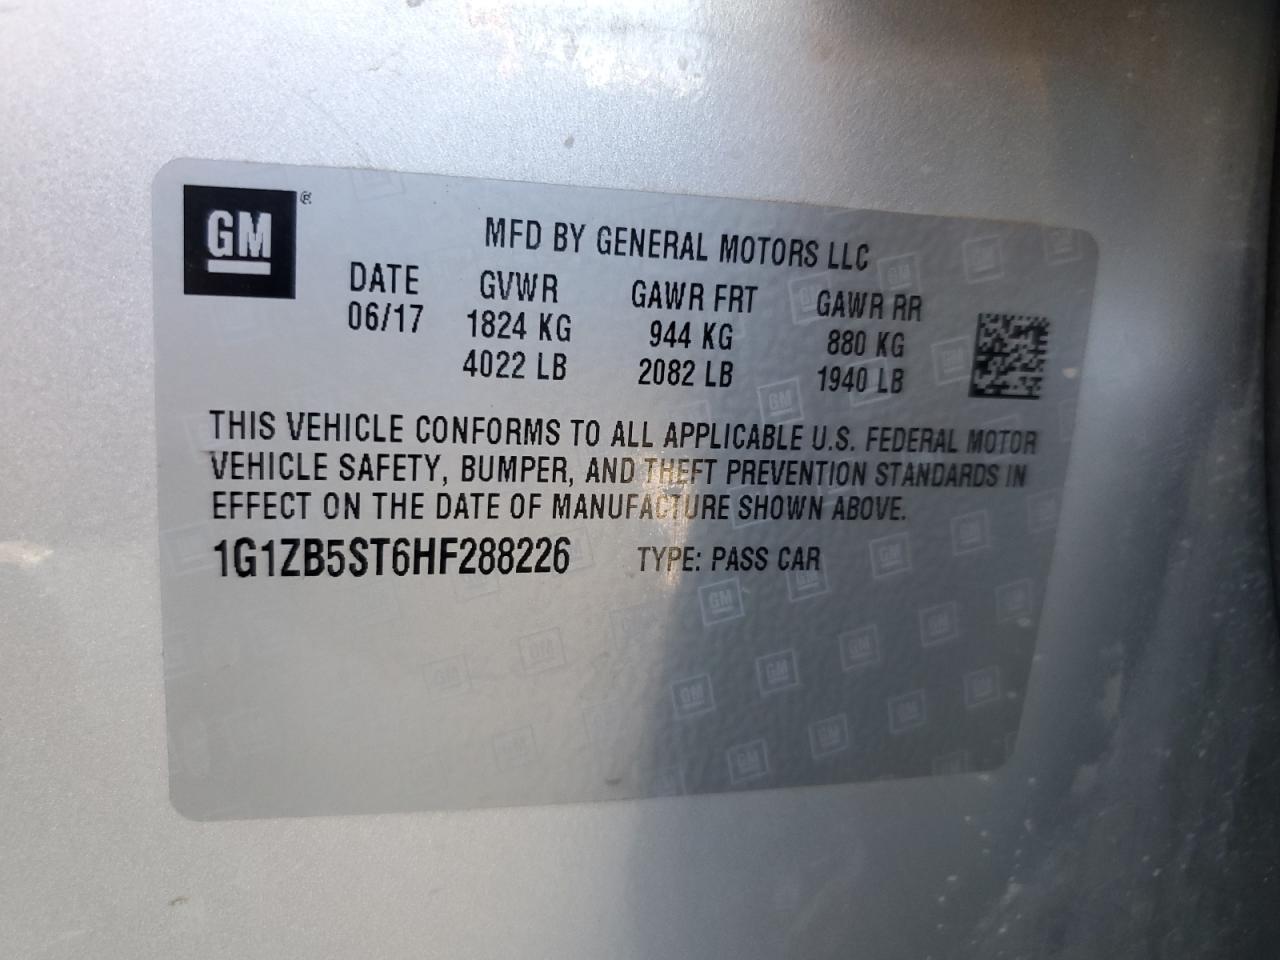 GM®
MFD BY GENERAL MOTORS LLC
DATE GVWR GAWR FRT GAWR RR
06/17 1824 KG 944 KG 880 KG
4022 LB 2082 LB 1940 LB
THIS VEHICLE CONFORMS TO ALL APPLICABLE U.S. FEDERAL MOTOR
VEHICLE SAFETY, BUMPER, AND THEFT PREVENTION STANDARDS IN
EFFECT ON THE DATE OF MANUFACTURE SHOWN ABOVE.
1G1ZB5ST6HF288226 TYPE: PASS CAR